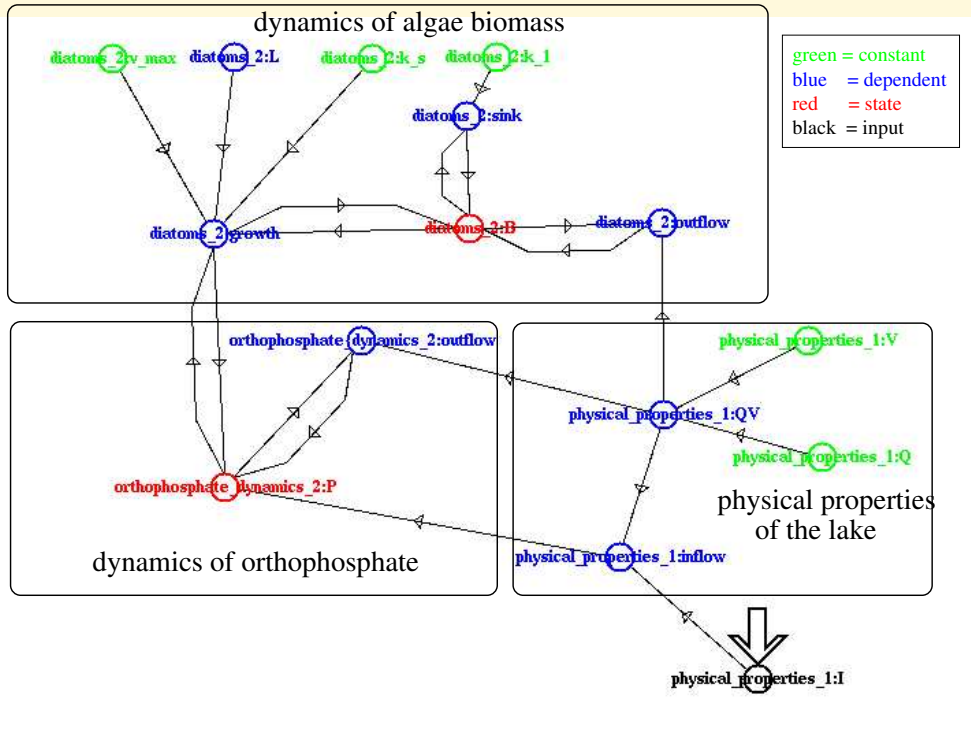 dynamics of algae biomass
diatoms_2:v_max
diatoms_2:L
diatoms_2:k_s
diatoms_2:k_1
green = constant
blue = dependent
red = state
black = input
diatoms_2:sink
diatoms_2:growth
diatoms_2:B
diatoms_2:outflow
orthophosphate_dynamics_2:outflow
physical_properties_1:V
physical_properties_1:QV
physical_properties_1:Q
orthophosphate_dynamics_2:P
physical properties
of the lake
dynamics of orthophosphate
physical_properties_1:inflow
physical_properties_1:I